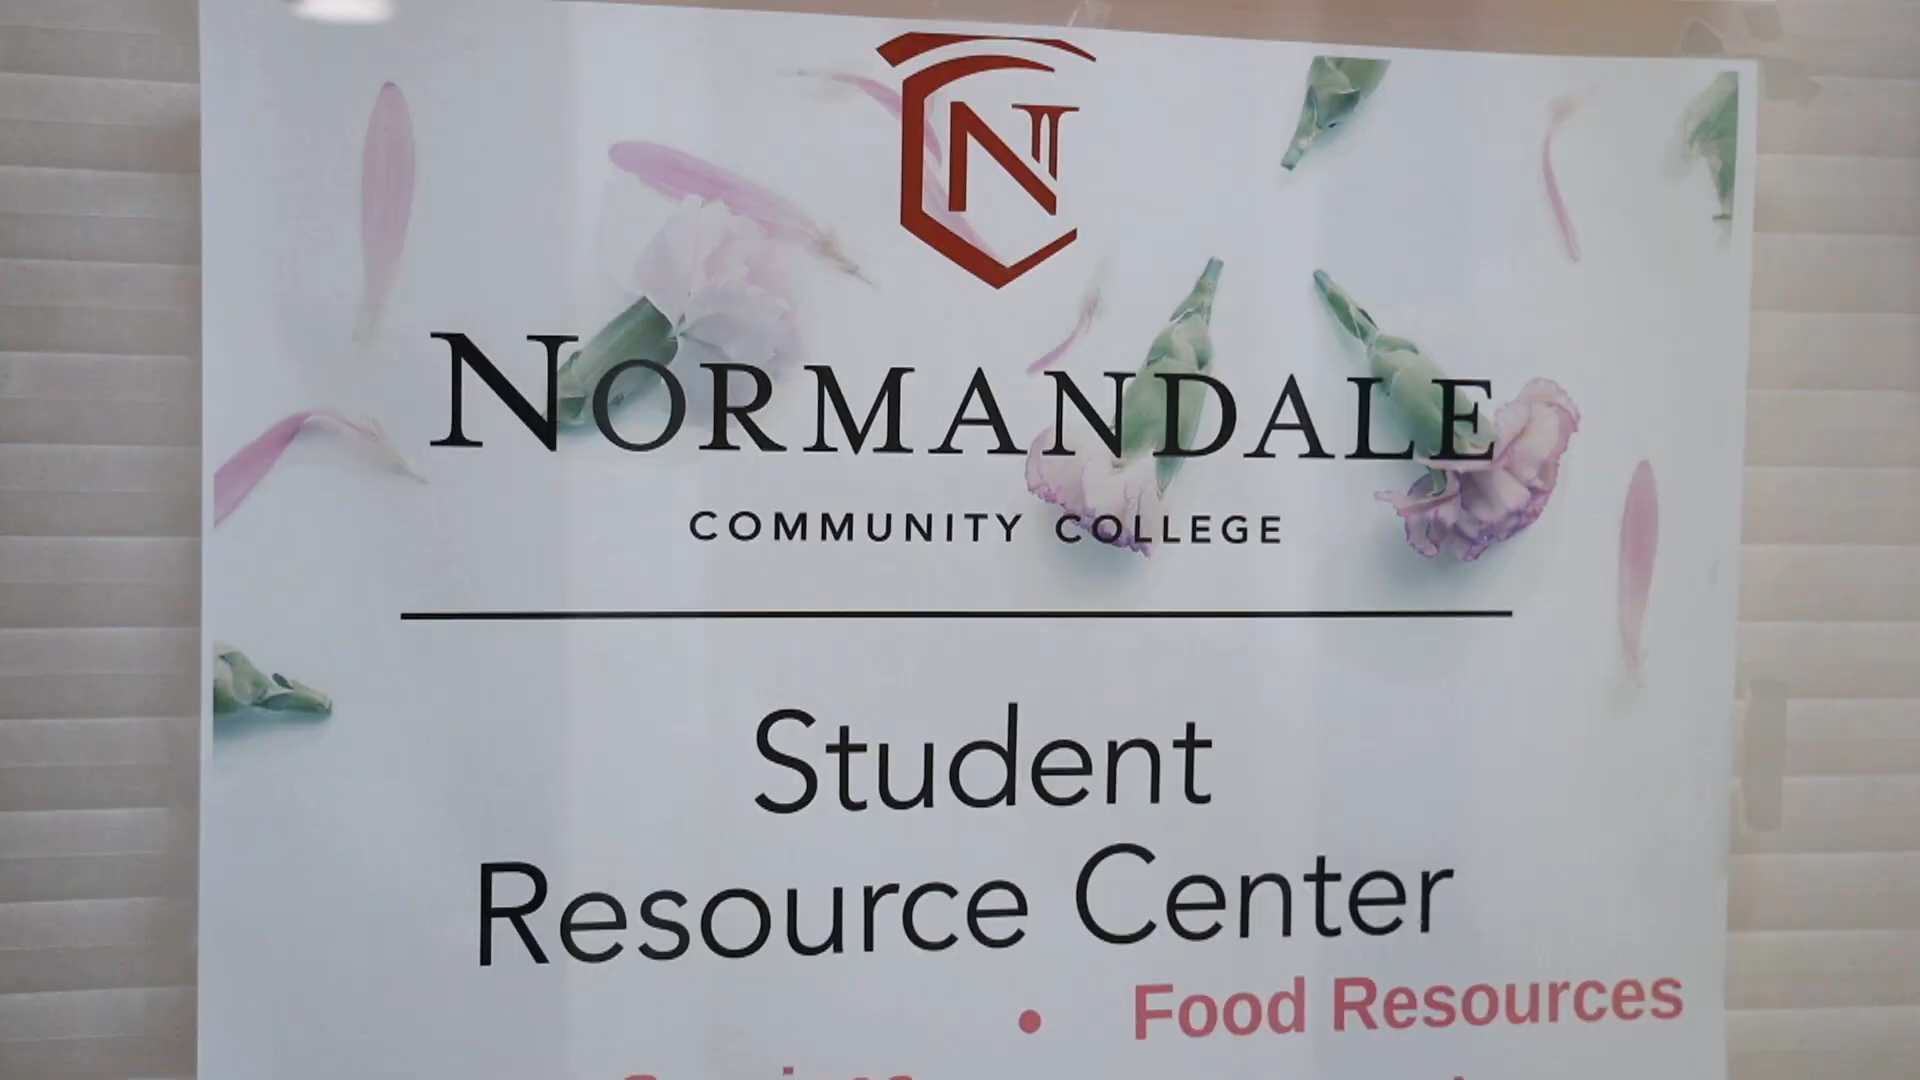 N
NORMANDALE
COMMUNITY COLLEGE
Student
Resource Center
• Food Resources